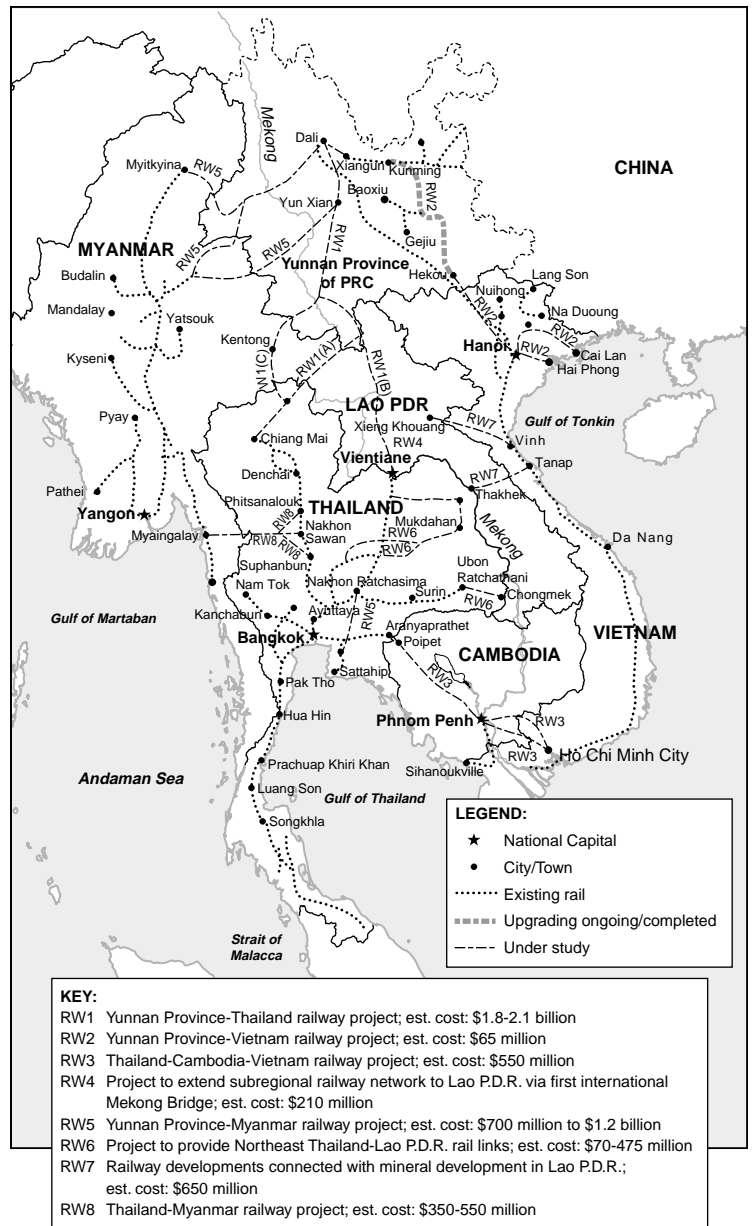 Mekong
Dali
Xiangun
Kunming
Myitkyina
RW5
CHINA
Baoxiu
RW2
Yun Xian
RW1
Gejiu
MYANMAR
RW5
RW5
Yunnan Province
of PRC
Hekou
Lang Son
Budalin
Nuihong
Na Duoung
Mandalay
Yatsouk
RW2
RW2
Hanoi
RW2
Cai Lan
Hai Phong
Kentong
Kyseni
RW1(C)
RW1(A)
RW1(B)
LAO PDR
Pyay
Xieng Khouang
RW7
Gulf of Tonkin
Chiang Mai
RW4
Vinh
Vientiane
Tanap
Denchai
RW7
Pathei
Phitsanalouk
THAILAND
Thakhek
Yangon
RW8
Nakhon
Sawan
Mukdahan
Mekong
Myaingalay
RW8
RW8
RW6
RW6
Da Nang
Suphanbun
Ubon
Ratchathani
Nam Tok
Nakhon Ratchasima
Surin
RW6
Chongmek
Gulf of Martaban
Kanchabun
Ayuttaya
RW5
Aranyaprathet
Bangkok
Poipet
VIETNAM
CAMBODIA
Sattahip
RW3
Pak Tho
Phnom Penh
RW3
Hua Hin
RW3
Ho Chi Minh City
Prachuap Khiri Khan
Sihanoukville
Andaman Sea
Luang Son
Gulf of Thailand
Songkhla
LEGEND:
National Capital
City/Town
Existing rail
Upgrading ongoing/completed
Under study
Strait of
Malacca
KEY:
RW1 Yunnan Province-Thailand railway project; est. cost: $1.8-2.1 billion
RW2 Yunnan Province-Vietnam railway project; est. cost: $65 million
RW3 Thailand-Cambodia-Vietnam railway project; est. cost: $550 million
RW4 Project to extend subregional railway network to Lao P.D.R. via first international
Mekong Bridge; est. cost: $210 million
RW5 Yunnan Province-Myanmar railway project; est. cost: $700 million to $1.2 billion
RW6 Project to provide Northeast Thailand-Lao P.D.R. rail links; est. cost: $70-475 million
RW7 Railway developments connected with mineral development in Lao P.D.R.;
est. cost: $650 million
RW8 Thailand-Myanmar railway project; est. cost: $350-550 million